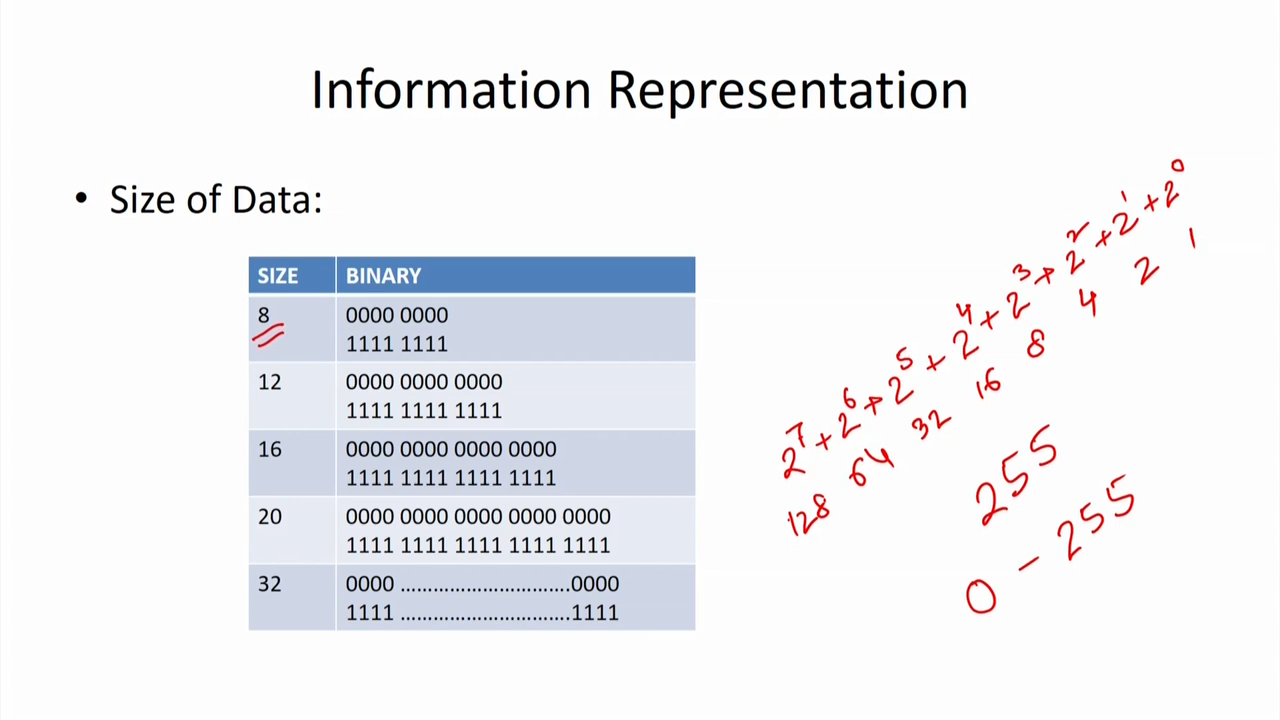 Information Representation
• Size of Data:
SIZE BINARY
8 0000 0000
1111 1111
12 0000 0000 0000
1111 1111 1111
16 0000 0000 0000 0000
1111 1111 1111 1111
20 0000 0000 0000 0000 0000
1111 1111 1111 1111 1111
32 0000 ..............................0000
1111 ..............................1111
2⁷ + 2⁶ + 2⁵ + 2⁴ + 2³ + 2² + 2¹ + 2⁰
128 64 32 16 8 4 2 1
255
0 - 255